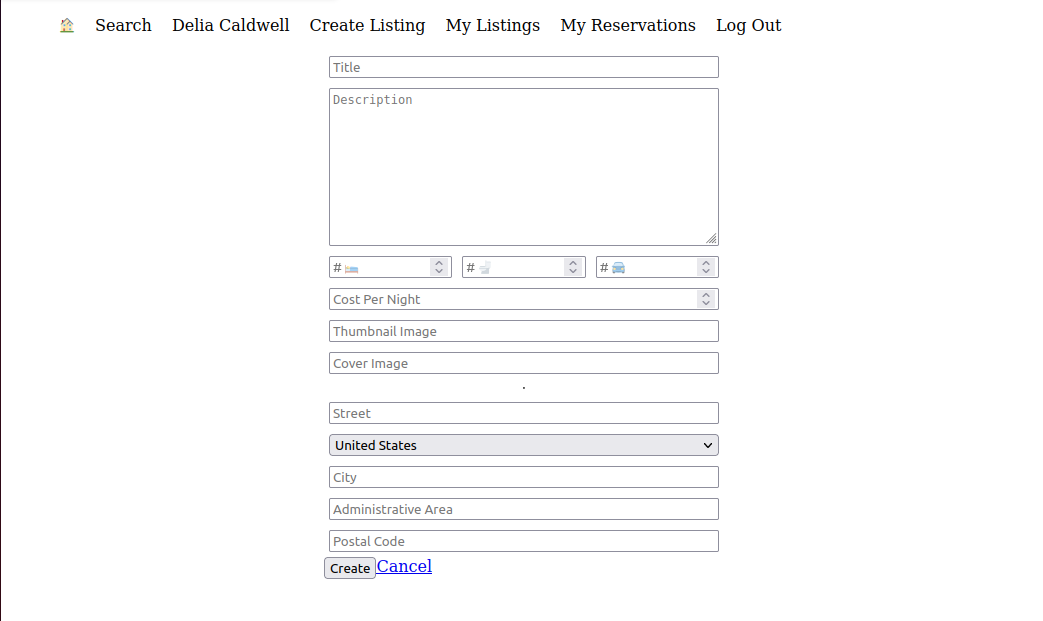 🏠 Search Delia Caldwell Create Listing My Listings My Reservations Log Out
Title
Description
# 🛏️ # 🚽 # 🚘
Cost Per Night
Thumbnail Image
Cover Image
.
Street
United States
City
Administrative Area
Postal Code
Create Cancel